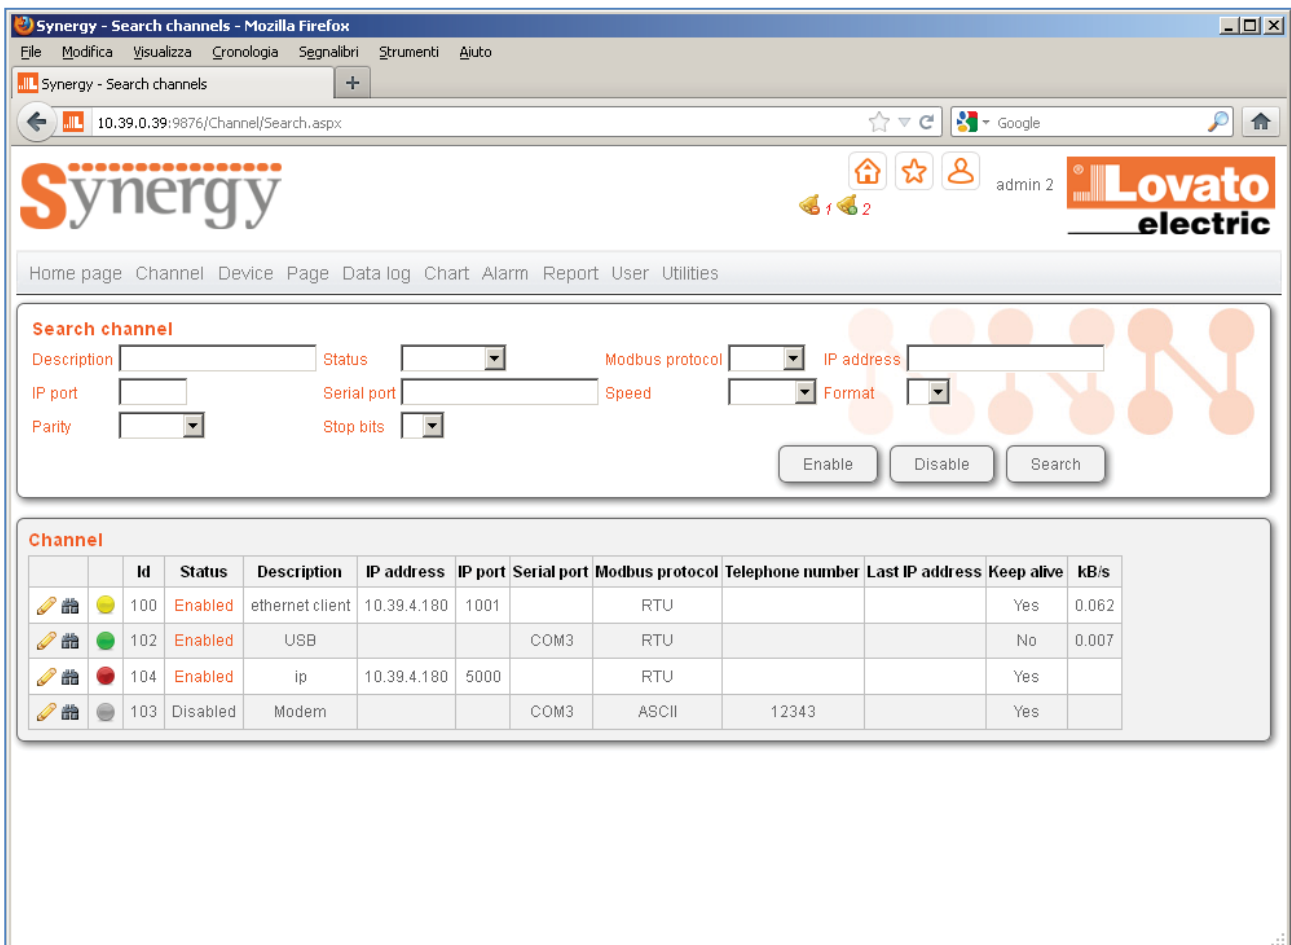 Synergy - Search channels - Mozilla Firefox
File Modifica Visualizza Cronologia Segnalibri Strumenti Aiuto
Synergy - Search channels +
10.39.0.39:9876/Channel/Search.aspx Google
Synergy
admin 2
1 2
® Lovato
electric
Home page Channel Device Page Data log Chart Alarm Report User Utilities
Search channel
Description Status Modbus protocol IP address
IP port Serial port Speed Format
Parity Stop bits
Enable Disable Search
Channel
Id Status Description IP address IP port Serial port Modbus protocol Telephone number Last IP address Keep alive kB/s
100 Enabled ethernet client 10.39.4.180 1001 RTU Yes 0.062
102 Enabled USB COM3 RTU No 0.007
104 Enabled ip 10.39.4.180 5000 RTU Yes
103 Disabled Modem COM3 ASCII 12343 Yes